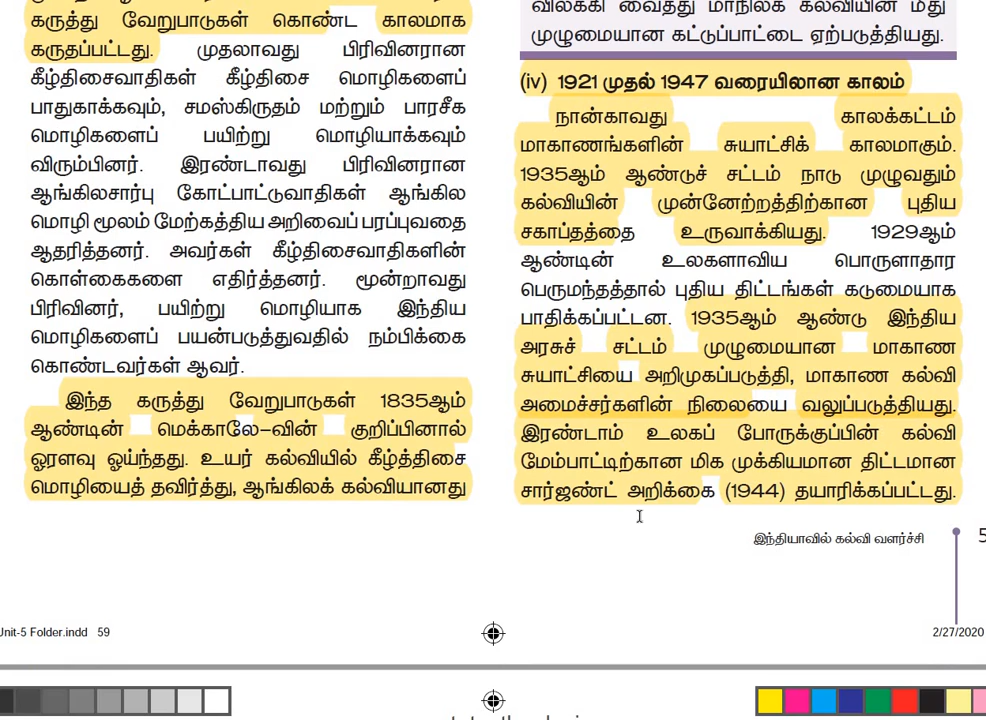 கருத்து வேறுபாடுகள் கொண்ட காலமாக
கருதப்பட்டது. முதலாவது பிரிவினரான
கீழ்திசைவாதிகள் கீழ்திசை மொழிகளைப்
பாதுகாக்கவும், சமஸ்கிருதம் மற்றும் பாரசீக
மொழிகளைப் பயிற்று மொழியாக்கவும்
விரும்பினர். இரண்டாவது பிரிவினரான
ஆங்கிலசார்பு கோட்பாட்டுவாதிகள் ஆங்கில
மொழி மூலம் மேற்கத்திய அறிவைப் பரப்புவதை
ஆதரித்தனர். அவர்கள் கீழ்திசைவாதிகளின்
கொள்கைகளை எதிர்த்தனர். மூன்றாவது
பிரிவினர், பயிற்று மொழியாக இந்திய
மொழிகளைப் பயன்படுத்துவதில் நம்பிக்கை
கொண்டவர்கள் ஆவர்.
இந்த கருத்து வேறுபாடுகள் 1835ஆம்
ஆண்டின் மெக்காலே-வின் குறிப்பினால்
ஓரளவு ஓய்ந்தது. உயர் கல்வியில் கீழ்த்திசை
மொழியைத் தவிர்த்து, ஆங்கிலக் கல்வியானது
விலக்கி வைத்து மாநிலக் கல்வியின் மீது
முழுமையான கட்டுப்பாட்டை ஏற்படுத்தியது.
(iv) 1921 முதல் 1947 வரையிலான காலம்
நான்காவது காலக்கட்டம்
மாகாணங்களின் சுயாட்சிக் காலமாகும்.
1935ஆம் ஆண்டுச் சட்டம் நாடு முழுவதும்
கல்வியின் முன்னேற்றத்திற்கான புதிய
சகாப்தத்தை உருவாக்கியது. 1929ஆம்
ஆண்டின் உலகளாவிய பொருளாதார
பெருமந்தத்தால் புதிய திட்டங்கள் கடுமையாக
பாதிக்கப்பட்டன. 1935ஆம் ஆண்டு இந்திய
அரசுச் சட்டம் முழுமையான மாகாண
சுயாட்சியை அறிமுகப்படுத்தி, மாகாண கல்வி
அமைச்சர்களின் நிலையை வலுப்படுத்தியது.
இரண்டாம் உலகப் போருக்குப்பின் கல்வி
மேம்பாட்டிற்கான மிக முக்கியமான திட்டமான
சார்ஜண்ட் அறிக்கை (1944) தயாரிக்கப்பட்டது.
இந்தியாவில் கல்வி வளர்ச்சி 5
Unit-5 Folder.indd 59
2/27/2020